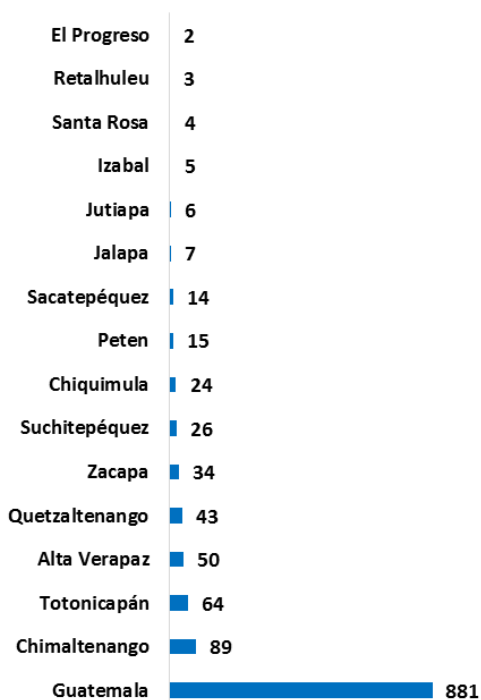 El Progreso 2
Retalhuleu 3
Santa Rosa 4
Izabal 5
Jutiapa 6
Jalapa 7
Sacatepéquez 14
Peten 15
Chiquimula 24
Suchitepéquez 26
Zacapa 34
Quetzaltenango 43
Alta Verapaz 50
Totonicapán 64
Chimaltenango 89
Guatemala 881